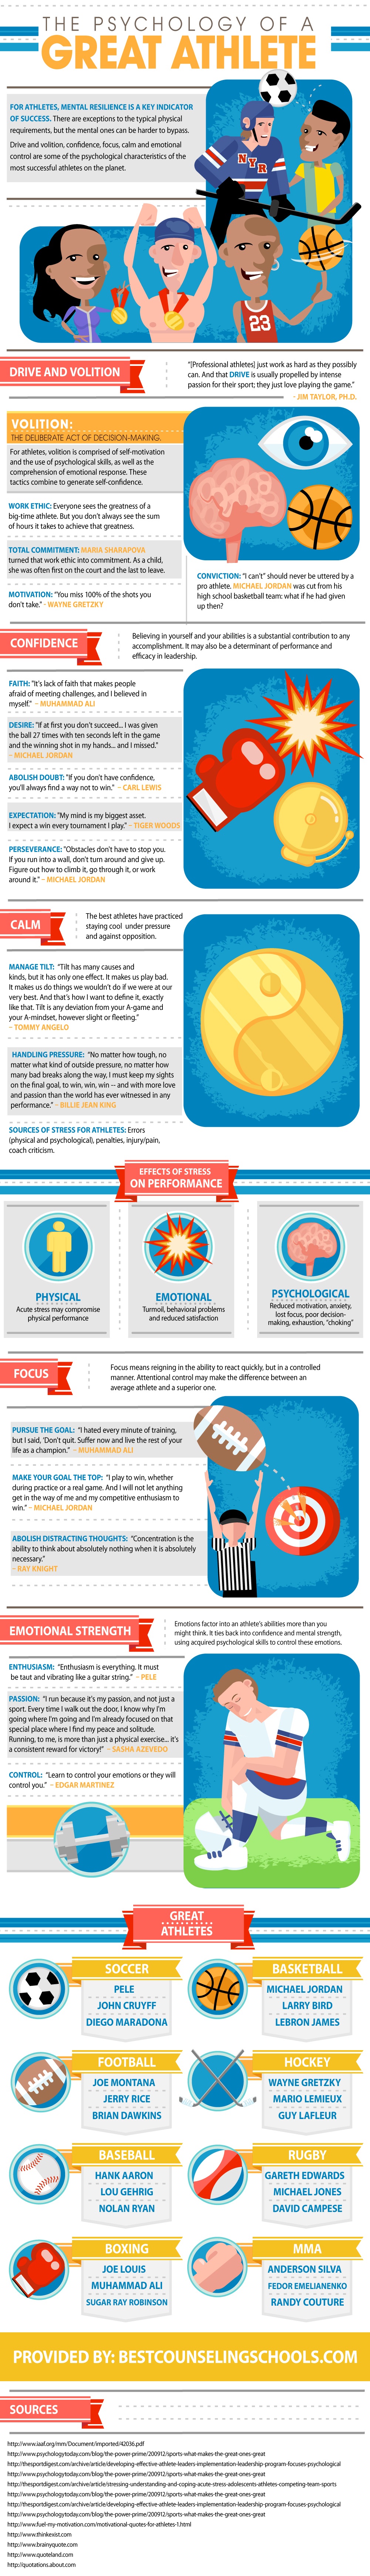 THE PSYCHOLOGY OF A
GREAT ATHLETE
FOR ATHLETES, MENTAL RESILIENCE IS A KEY INDICATOR
OF SUCCESS. There are exceptions to the typical physical
requirements, but the mental ones can be harder to bypass.
Drive and volition, confidence, focus, calm and emotional
control are some of the psychological characteristics of the
most successful athletes on the planet.
NYR
23
DRIVE AND VOLITION
"[Professional athletes] just work as hard as they possibly
can. And that DRIVE is usually propelled by intense
passion for their sport; they just love playing the game."
- JIM TAYLOR, PH.D.
VOLITION:
THE DELIBERATE ACT OF DECISION-MAKING.
For athletes, volition is comprised of self-motivation
and the use of psychological skills, as well as the
comprehension of emotional response. These
tactics combine to generate self-confidence.
WORK ETHIC: Everyone sees the greatness of a
big-time athlete. But you don't always see the sum
of hours it takes to achieve that greatness.
TOTAL COMMITMENT: MARIA SHARAPOVA
turned that work ethic into commitment. As a child,
she was often first on the court and the last to leave.
MOTIVATION: "You miss 100% of the shots you
don't take." - WAYNE GRETZKY
CONVICTION: "I can't" should never be uttered by a
pro athlete. MICHAEL JORDAN was cut from his
high school basketball team: what if he had given
up then?
CONFIDENCE
Believing in yourself and your abilities is a substantial contribution to any
accomplishment. It may also be a determinant of performance and
efficacy in leadership.
FAITH: "It's lack of faith that makes people
afraid of meeting challenges, and I believed in
myself." - MUHAMMAD ALI
DESIRE: "If at first you don't succeed... I was given
the ball 27 times with ten seconds left in the game
and the winning shot in my hands... and I missed."
- MICHAEL JORDAN
ABOLISH DOUBT: "If you don't have confidence,
you'll always find a way not to win." - CARL LEWIS
EXPECTATION: "My mind is my biggest asset.
I expect a win every tournament I play." - TIGER WOODS
PERSEVERANCE: "Obstacles don't have to stop you.
If you run into a wall, don't turn around and give up.
Figure out how to climb it, go through it, or work
around it." - MICHAEL JORDAN
CALM
The best athletes have practiced
staying cool under pressure
and against opposition.
MANAGE TILT: "Tilt has many causes and
kinds, but it has only one effect. It makes us play bad.
It makes us do things we wouldn't do if we were at our
very best. And that's how I want to define it, exactly
like that. Tilt is any deviation from your A-game and
your A-mindset, however slight or fleeting."
- TOMMY ANGELO
HANDLING PRESSURE: "No matter how tough, no
matter what kind of outside pressure, no matter how
many bad breaks along the way, I must keep my sights
on the final goal, to win, win, win -- and with more love
and passion than the world has ever witnessed in any
performance." - BILLIE JEAN KING
SOURCES OF STRESS FOR ATHLETES: Errors
(physical and psychological), penalties, injury/pain,
coach criticism.
EFFECTS OF STRESS
ON PERFORMANCE
PHYSICAL
Acute stress may compromise
physical performance
EMOTIONAL
Turmoil, behavioral problems
and reduced satisfaction
PSYCHOLOGICAL
Reduced motivation, anxiety,
lost focus, poor decision-
making, exhaustion, "choking"
FOCUS
Focus means reigning in the ability to react quickly, but in a controlled
manner. Attentional control may make the difference between an
average athlete and a superior one.
PURSUE THE GOAL: "I hated every minute of training,
but I said, 'Don't quit. Suffer now and live the rest of your
life as a champion." - MUHAMMAD ALI
MAKE YOUR GOAL THE TOP: "I play to win, whether
during practice or a real game. And I will not let anything
get in the way of me and my competitive enthusiasm to
win." - MICHAEL JORDAN
ABOLISH DISTRACTING THOUGHTS: "Concentration is the
ability to think about absolutely nothing when it is absolutely
necessary."
- RAY KNIGHT
EMOTIONAL STRENGTH
Emotions factor into an athlete's abilities more than you
might think. It ties back into confidence and mental strength,
using acquired psychological skills to control these emotions.
ENTHUSIASM: "Enthusiasm is everything. It must
be taut and vibrating like a guitar string." - PELE
PASSION: "I run because it's my passion, and not just a
sport. Every time I walk out the door, I know why I'm
going where I'm going and I'm already focused on that
special place where I find my peace and solitude.
Running, to me, is more than just a physical exercise... it's
a consistent reward for victory!" - SASHA AZEVEDO
CONTROL: "Learn to control your emotions or they will
control you." - EDGAR MARTINEZ
GREAT
ATHLETES
SOCCER
PELE
JOHN CRUYFF
DIEGO MARADONA
BASKETBALL
MICHAEL JORDAN
LARRY BIRD
LEBRON JAMES
FOOTBALL
JOE MONTANA
JERRY RICE
BRIAN DAWKINS
HOCKEY
WAYNE GRETZKY
MARIO LEMIEUX
GUY LAFLEUR
BASEBALL
HANK AARON
LOU GEHRIG
NOLAN RYAN
RUGBY
GARETH EDWARDS
MICHAEL JONES
DAVID CAMPESE
BOXING
JOE LOUIS
MUHAMMAD ALI
SUGAR RAY ROBINSON
MMA
ANDERSON SILVA
FEDOR EMELIANENKO
RANDY COUTURE
PROVIDED BY: BESTCOUNSELINGSCHOOLS.COM
SOURCES
http://www.iaaf.org/mm/Document/imported/42036.pdf
http://www.psychologytoday.com/blog/the-power-prime/200912/sports-what-makes-the-great-ones-great
http://thesportdigest.com/archive/article/developing-effective-athlete-leaders-implementation-leadership-program-focuses-psychological
http://www.psychologytoday.com/blog/the-power-prime/200912/sports-what-makes-the-great-ones-great
http://thesportdigest.com/archive/article/stressing-understanding-and-coping-acute-stress-adolescents-athletes-competing-team-sports
http://www.psychologytoday.com/blog/the-power-prime/200912/sports-what-makes-the-great-ones-great
http://thesportdigest.com/archive/article/developing-effective-athlete-leaders-implementation-leadership-program-focuses-psychological
http://www.psychologytoday.com/blog/the-power-prime/200912/sports-what-makes-the-great-ones-great
http://www.fuel-my-motivation.com/motivational-quotes-for-athletes-1.html
http://www.thinkexist.com
http://www.brainyquote.com
http://www.quoteland.com
http://quotations.about.com